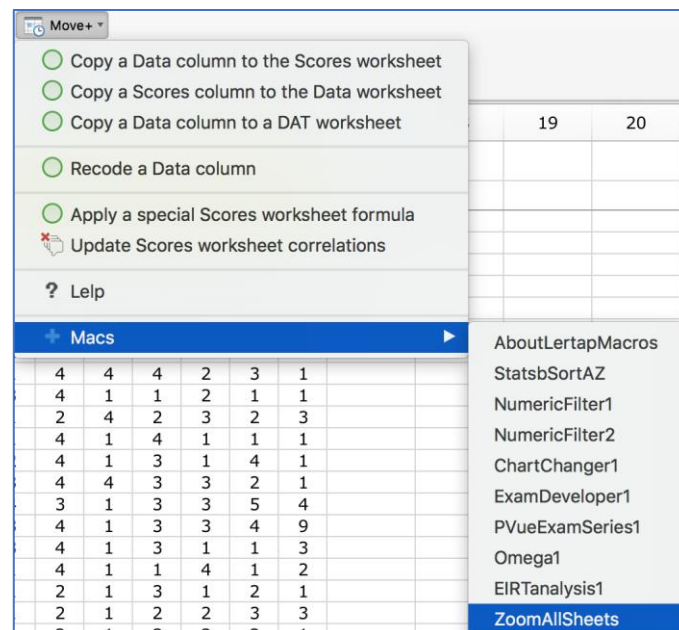 Move+
Copy a Data column to the Scores worksheet
Copy a Scores column to the Data worksheet
Copy a Data column to a DAT worksheet
19 20
Recode a Data column
Apply a special Scores worksheet formula
Update Scores worksheet correlations
? Lelp
Macs
AboutLertapMacros
StatsbSortAZ
NumericFilter1
NumericFilter2
ChartChanger1
ExamDeveloper1
PVueExamSeries1
Omega1
EIRTanalysis1
ZoomAllSheets
4 4 4 2 3 1
4 1 1 2 1 1
2 4 2 3 2 3
4 1 4 1 1 1
4 1 3 1 4 1
4 4 3 3 2 1
3 1 3 3 5 4
4 1 3 3 4 9
4 1 3 1 1 3
4 1 1 4 1 2
2 1 3 1 2 1
2 1 2 2 3 3